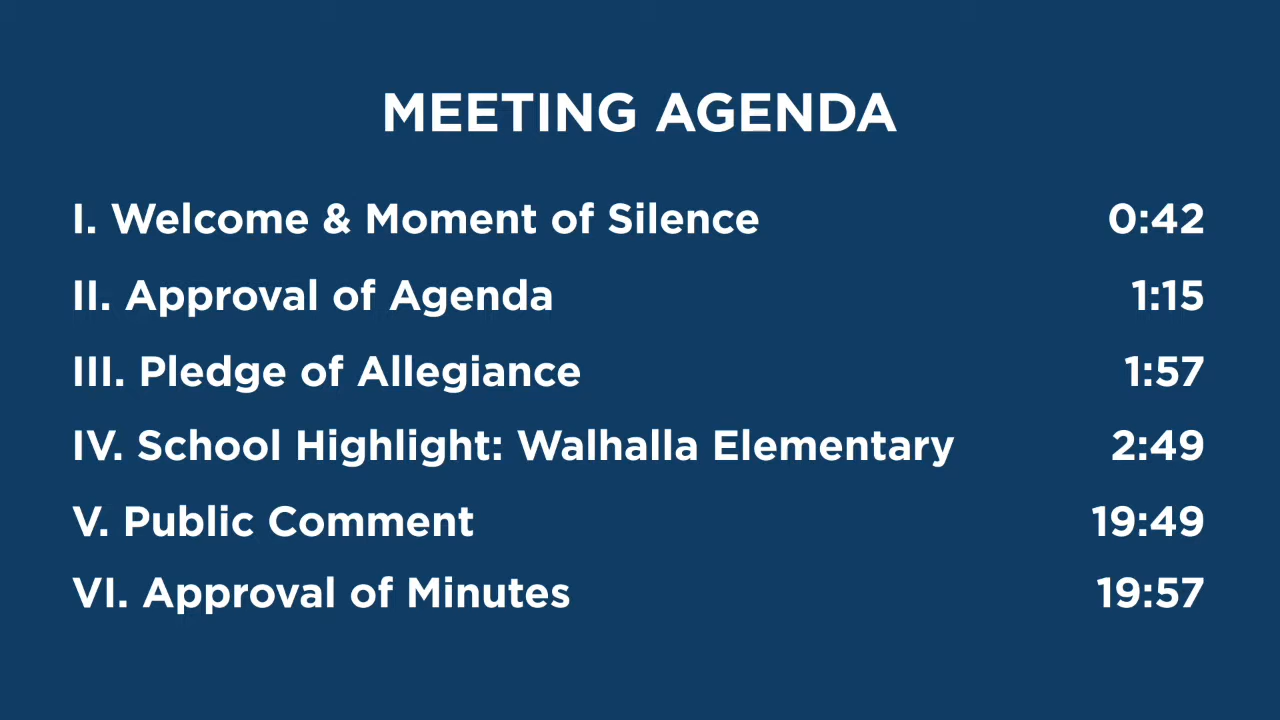 MEETING AGENDA
I. Welcome & Moment of Silence 0:42
II. Approval of Agenda 1:15
III. Pledge of Allegiance 1:57
IV. School Highlight: Walhalla Elementary 2:49
V. Public Comment 19:49
VI. Approval of Minutes 19:57